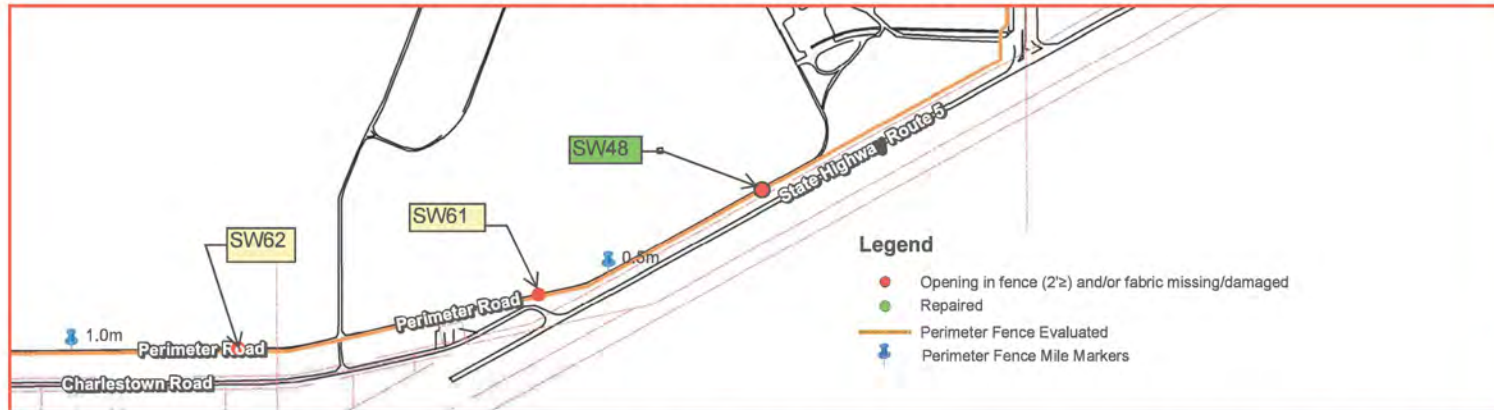 SW48
State Highway Route 5
SW61
SW62
0.5m
Perimeter Road
1.0m
Perimeter Road
Charlestown Road
Legend
Opening in fence (2'≥) and/or fabric missing/damaged
Repaired
Perimeter Fence Evaluated
Perimeter Fence Mile Markers